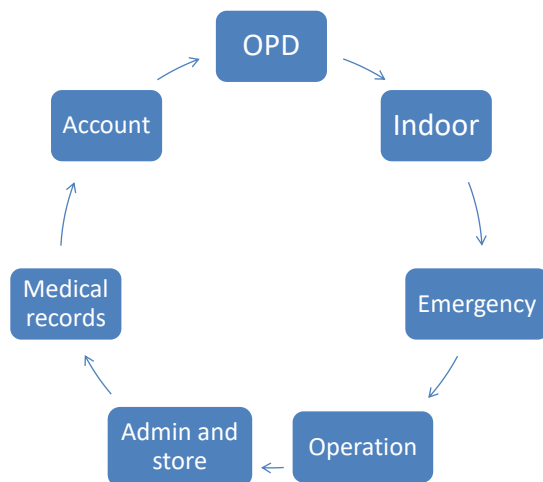 OPD
Indoor
Emergency
Operation
Admin and
store
Medical
records
Account